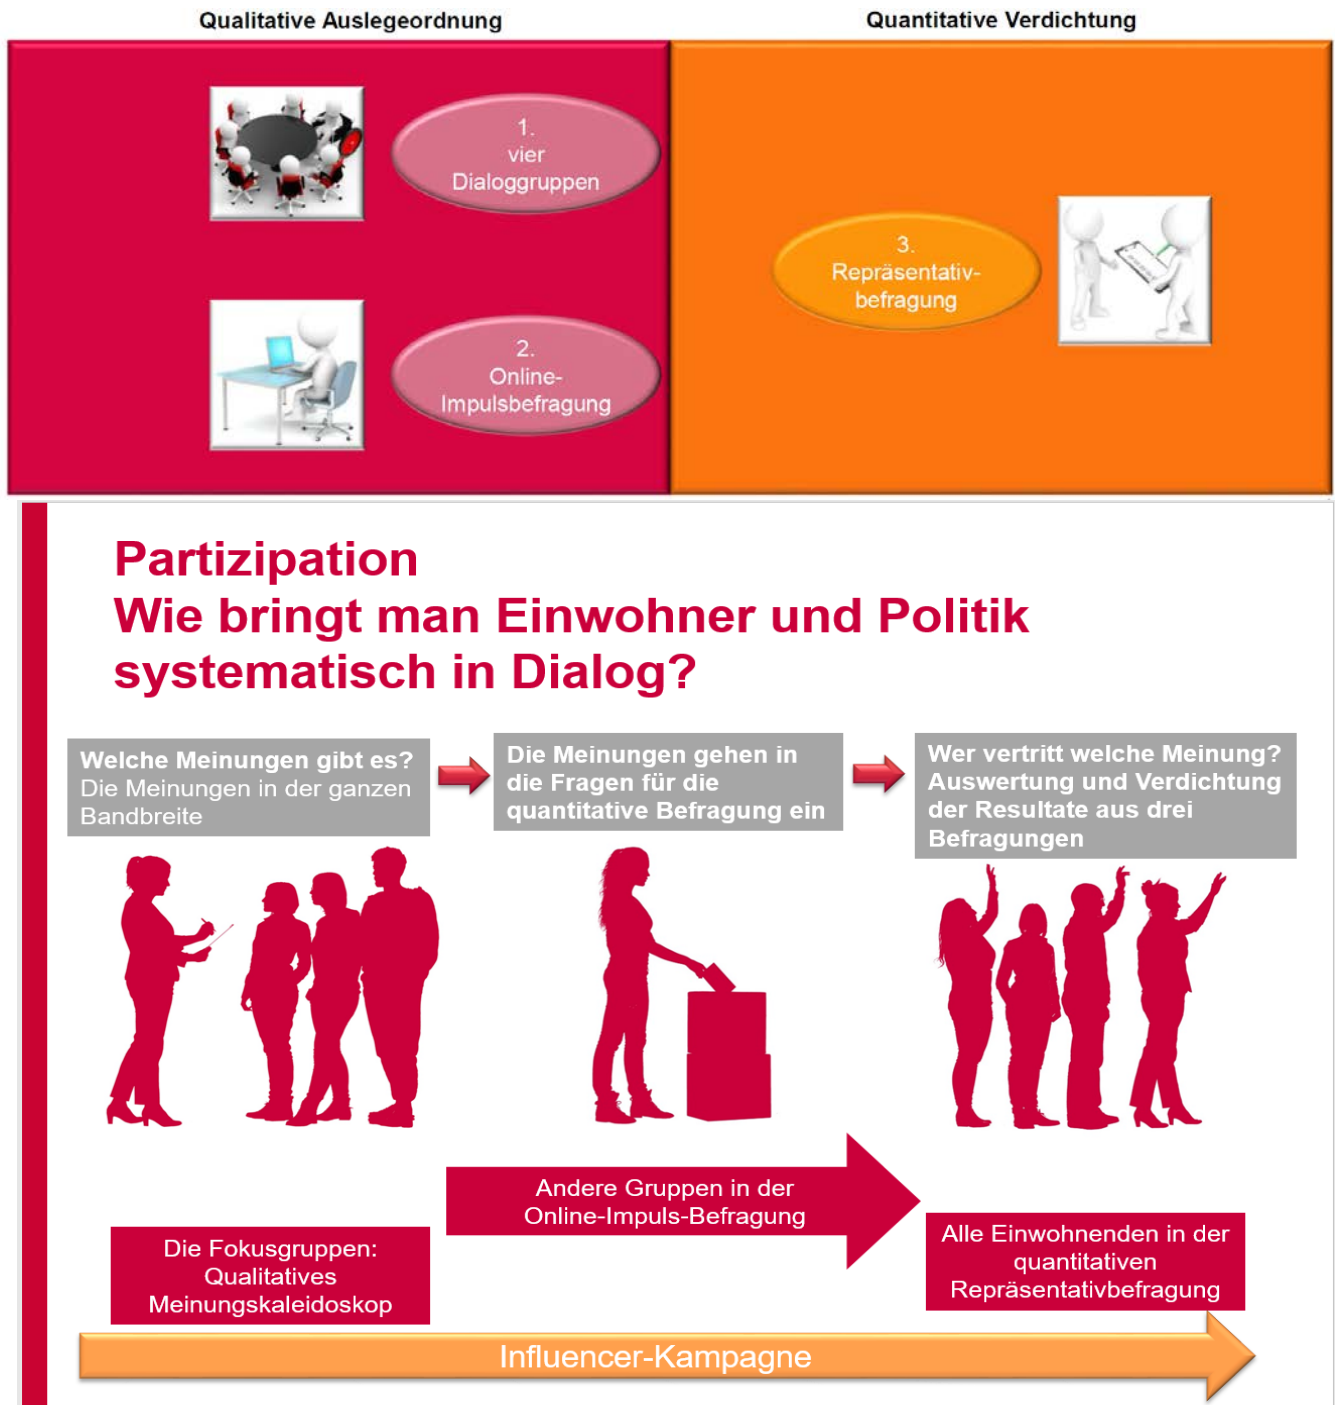 Qualitative Auslegeordnung
Quantitative Verdichtung
1.
vier
Dialoggruppen
2.
Online-
Impulsbefragung
3.
Repräsentativ-
befragung
Partizipation
Wie bringt man Einwohner und Politik
systematisch in Dialog?
Welche Meinungen gibt es?
Die Meinungen in der ganzen
Bandbreite
Die Meinungen gehen in
die Fragen für die
quantitative Befragung ein
Wer vertritt welche Meinung?
Auswertung und Verdichtung
der Resultate aus drei
Befragungen
Die Fokusgruppen:
Qualitatives
Meinungskaleidoskop
Andere Gruppen in der
Online-Impuls-Befragung
Alle Einwohnenden in der
quantitativen
Repräsentativbefragung
Influencer-Kampagne